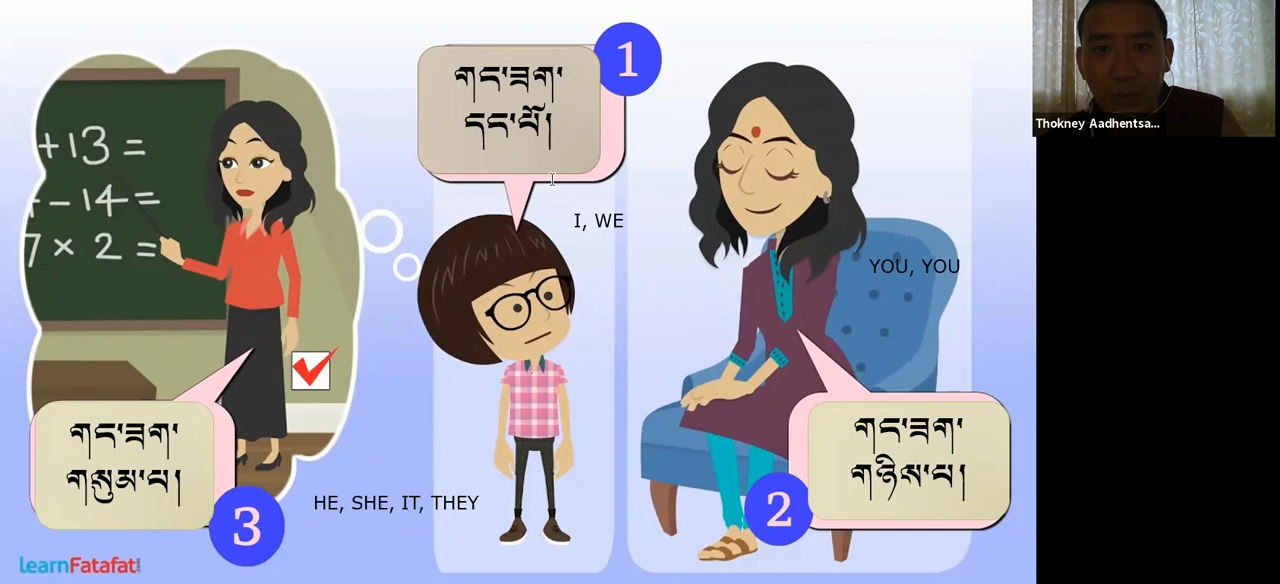 +13 =
- 14 =
7 × 2 =
གང་ཟག་
དང་པོ།
1
I, WE
YOU, YOU
གང་ཟག་
གཉིས་པ།
2
གང་ཟག་
གསུམ་པ།
3
HE, SHE, IT, THEY
learnFatafat
Thokney Aadhentsa...